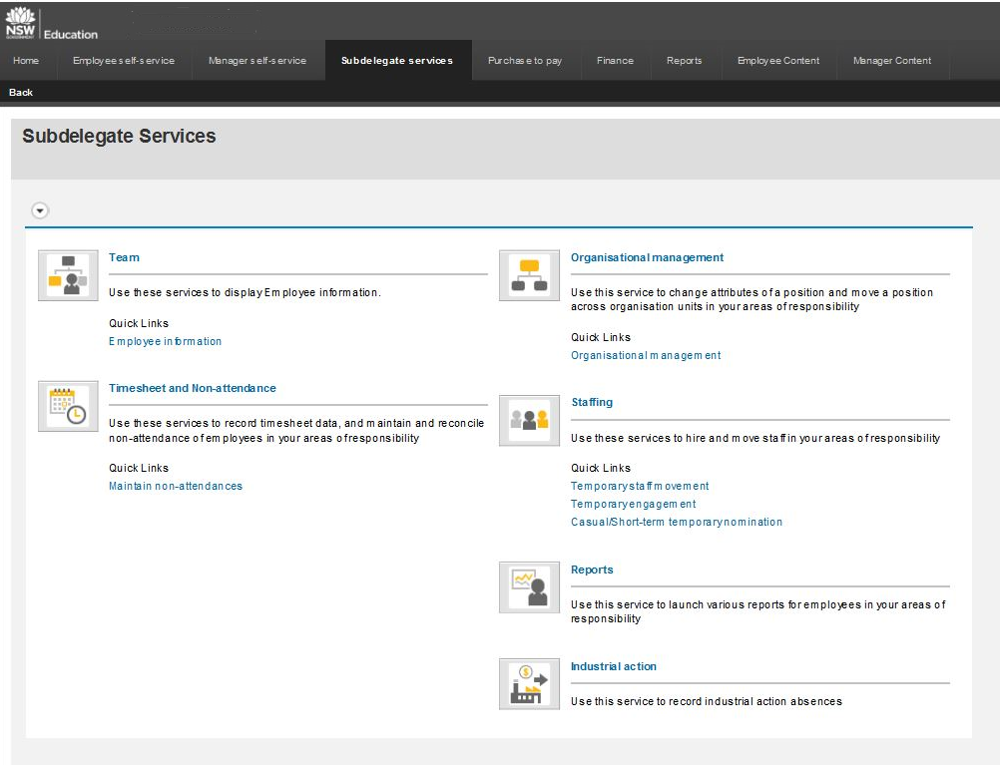 NSW
GOVERNMENT
Education
Home
Employee self-service
Manager self-service
Subdelegate services
Purchase to pay
Finance
Reports
Employee Content
Manager Content
Back
Subdelegate Services
Team
Use these services to display Employee information.
Quick Links
Employee information
Timesheet and Non-attendance
Use these services to record timesheet data, and maintain and reconcile
non-attendance of employees in your areas of responsibility
Quick Links
Maintain non-attendances
Organisational management
Use this service to change attributes of a position and move a position
across organisation units in your areas of responsibility
Quick Links
Organisational management
Staffing
Use these services to hire and move staff in your areas of responsibility
Quick Links
Temporary staff movement
Temporary engagement
Casual/Short-term temporary nomination
Reports
Use this service to launch various reports for employees in your areas of
responsibility
Industrial action
$
Use this service to record industrial action absences